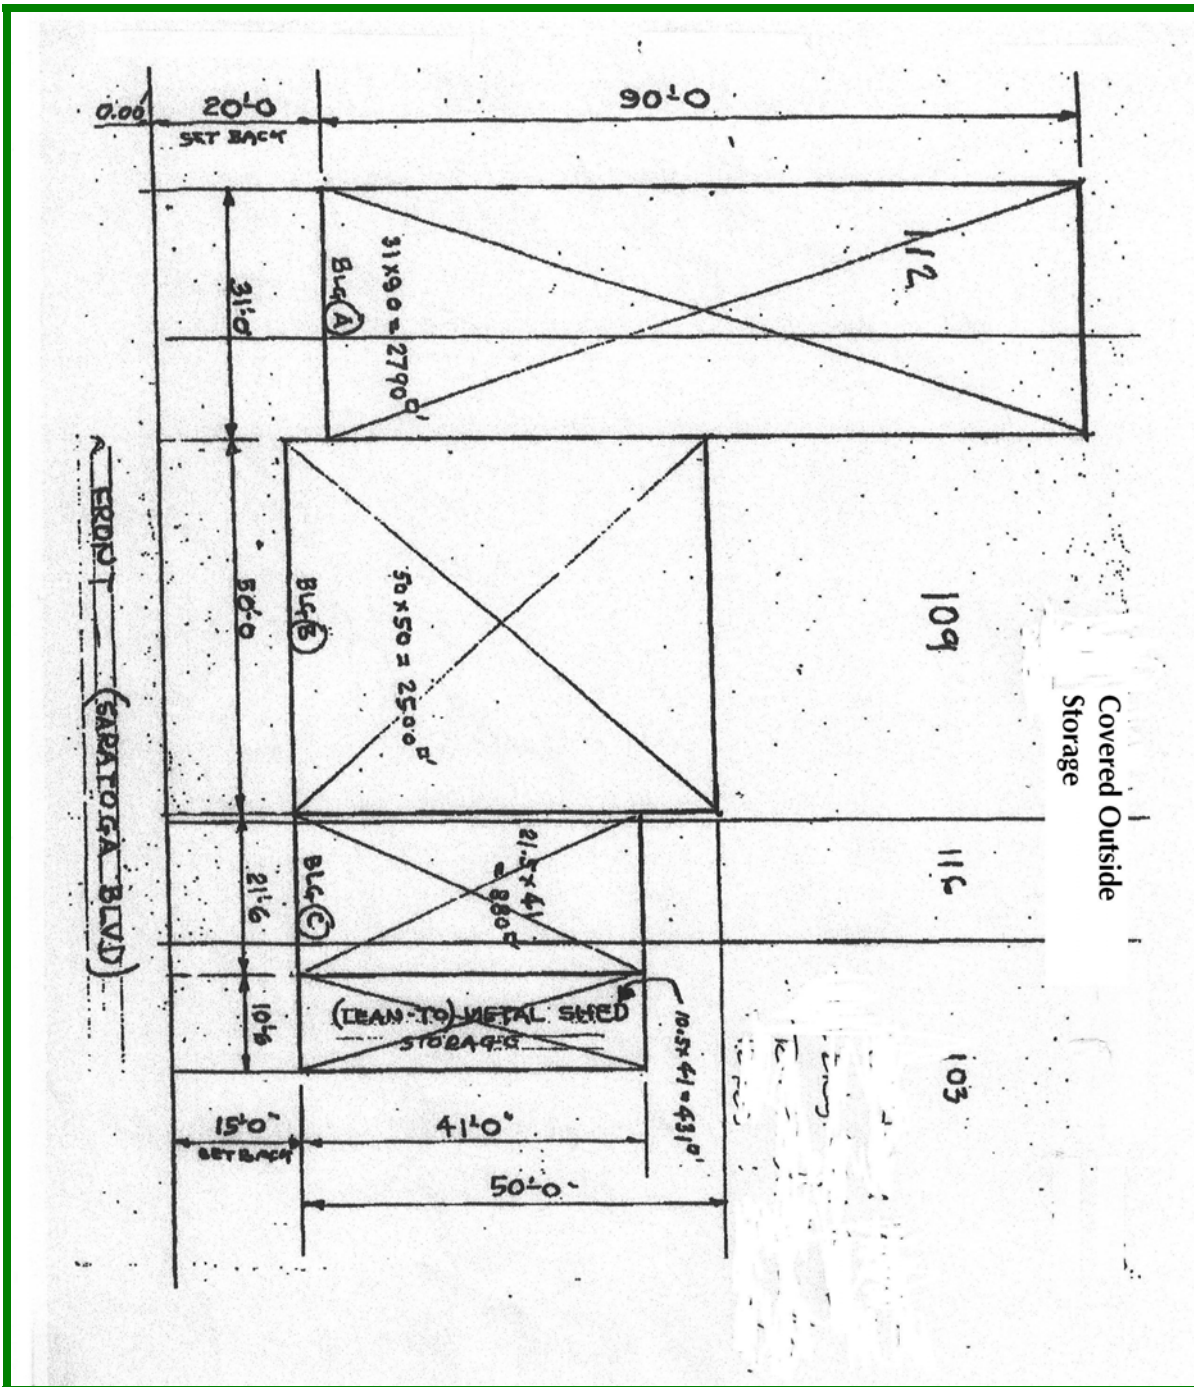 0.00'
20'-0
SET BACK
90'-0
31'-0
BLG A
31x90 = 2790□'
112
FRONT (SARATOGA BLVD)
50'-0
BLG B
50x50 = 2500□'
109
Covered Outside
Storage
21'-6
BLG C
21.5x41
= 880□'
116
10'-6
(LEAN-TO) METAL SHED
STORAGE
10.5x41=431□'
103
15'-0"
SET BACK
41'-0"
50'-0"